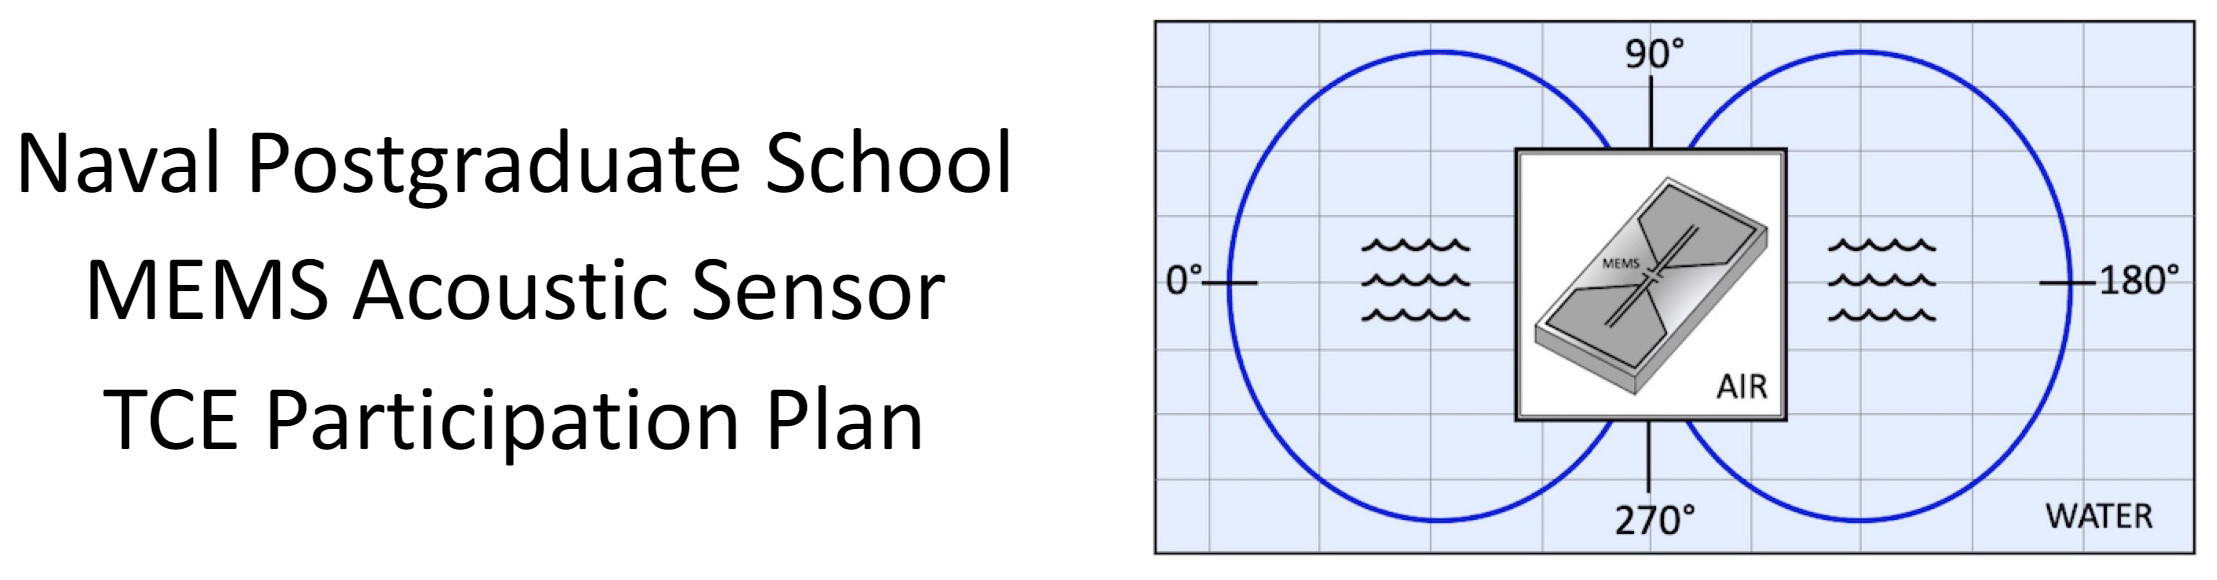 Naval Postgraduate School
MEMS Acoustic Sensor
TCE Participation Plan
90°
0°
MEMS
180°
AIR
270°
WATER